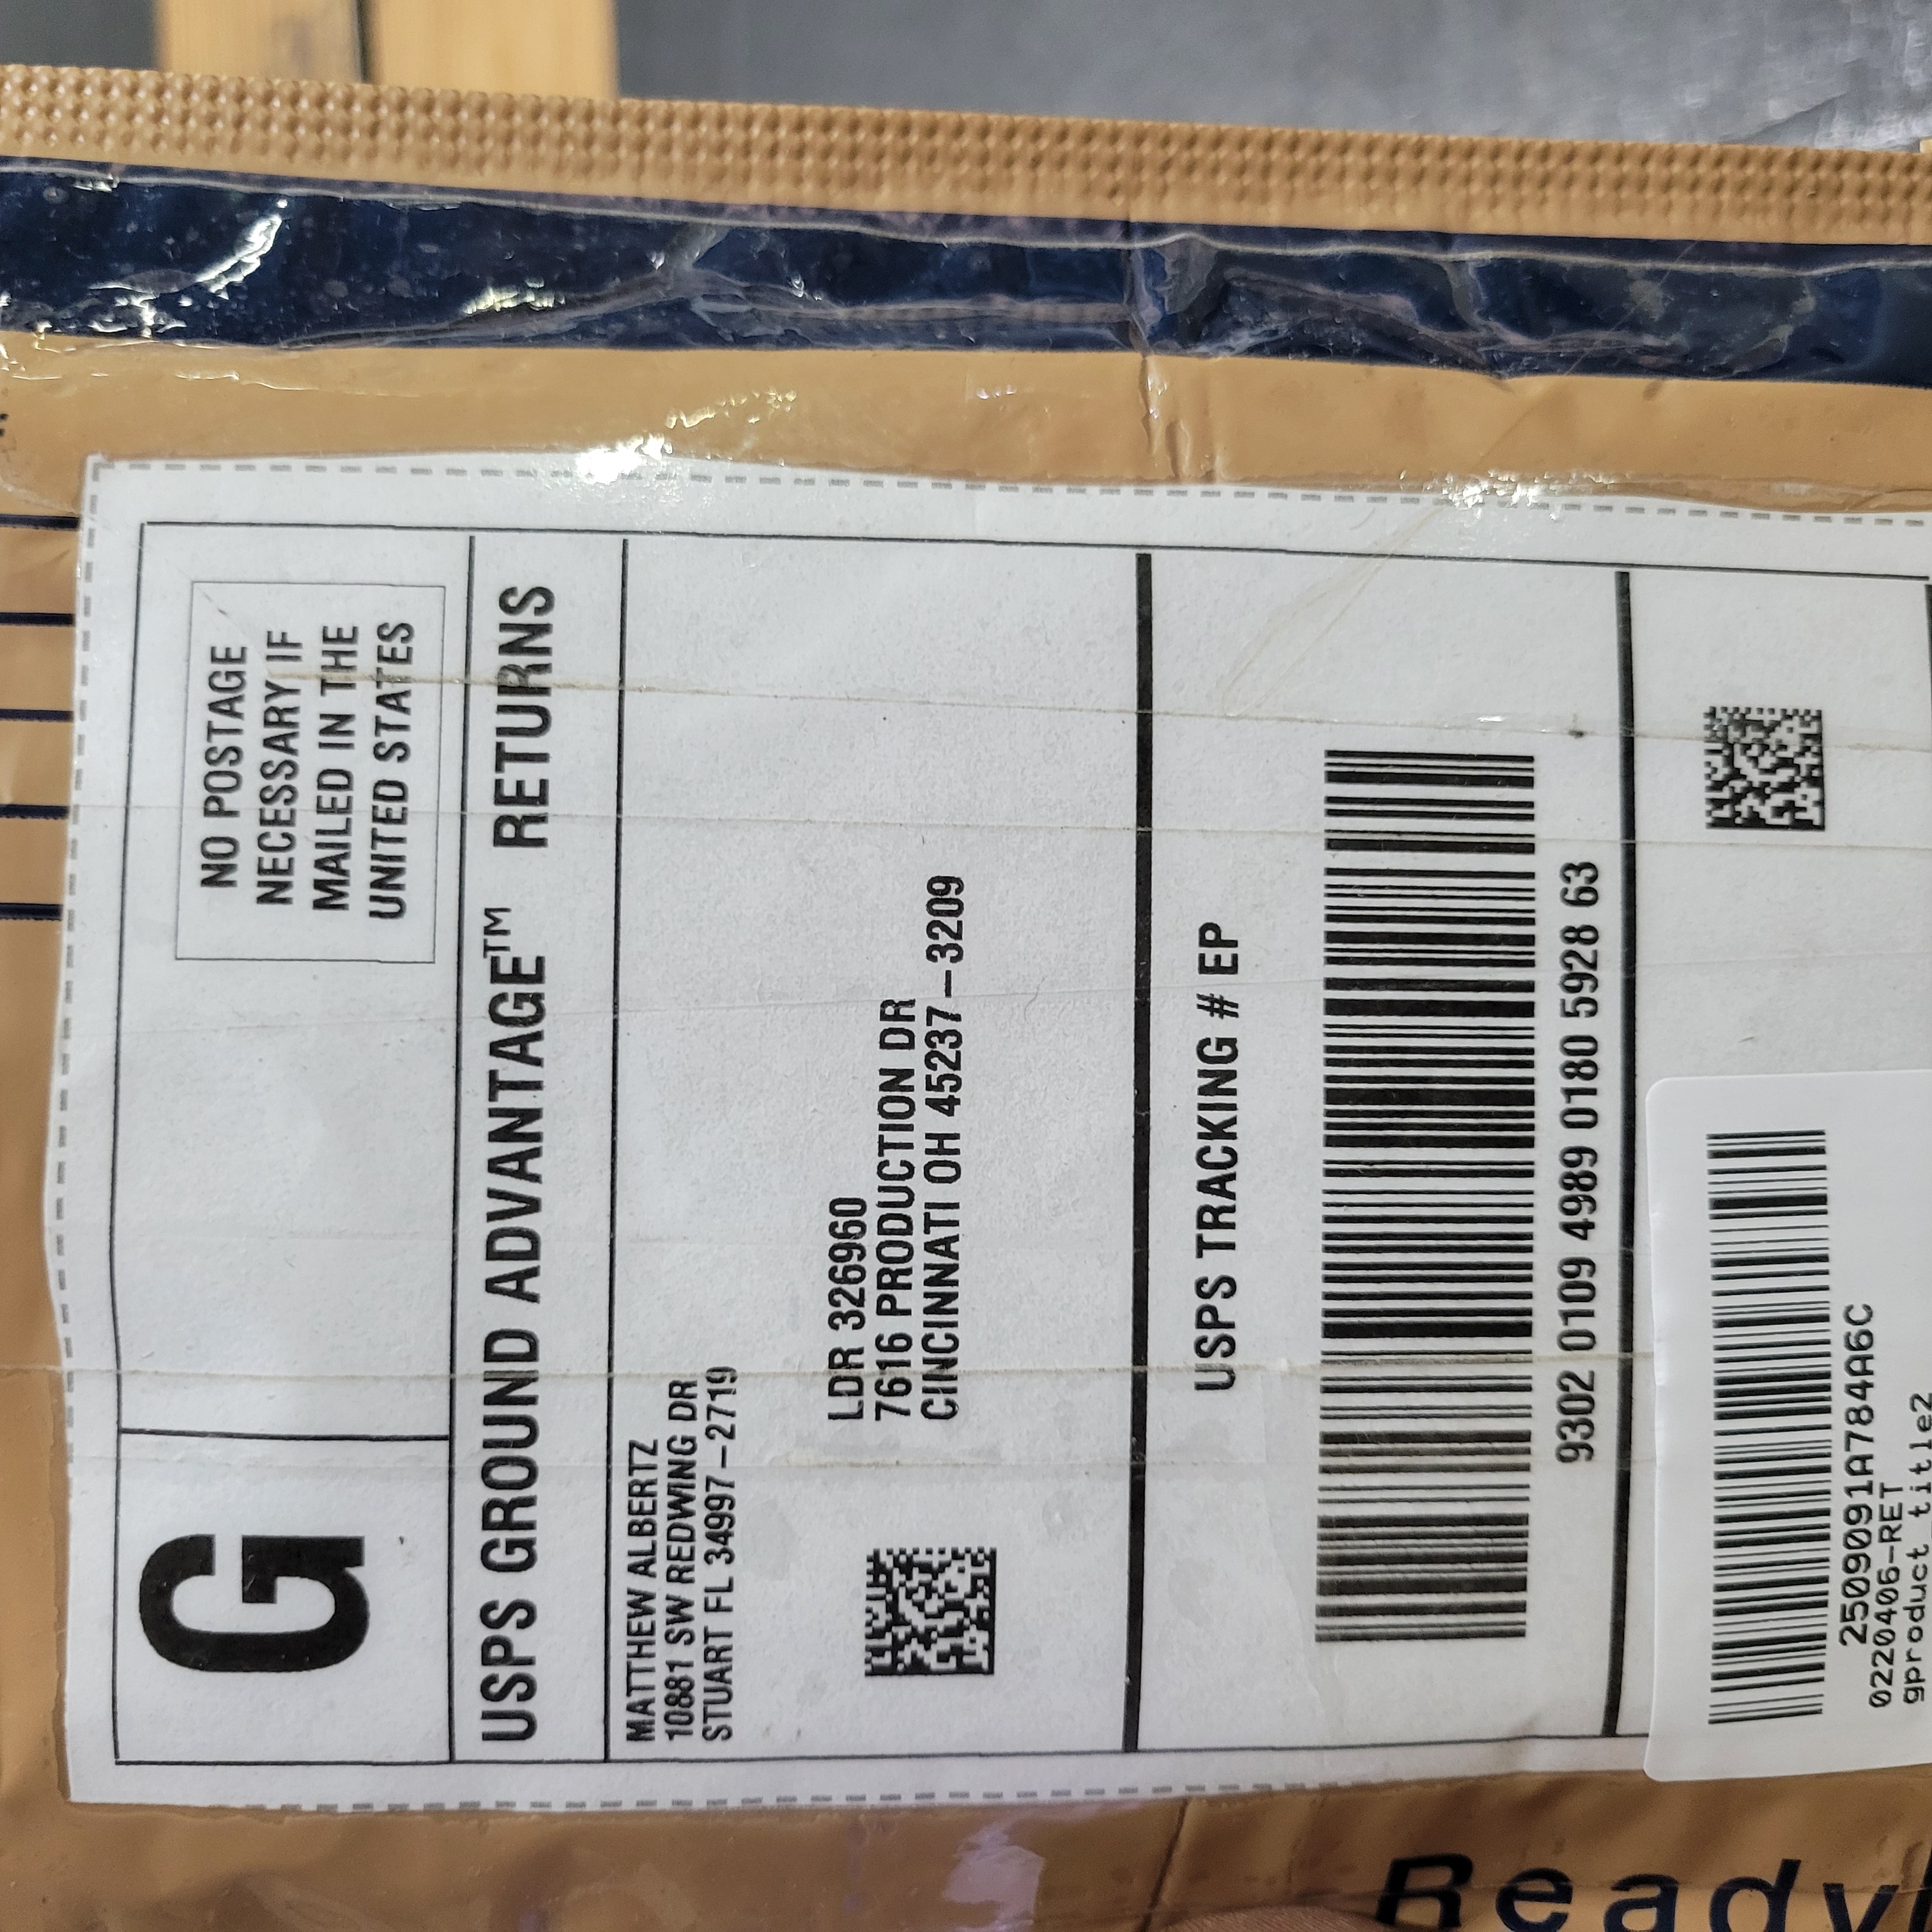 G
NO POSTAGE
NECESSARY IF
MAILED IN THE
UNITED STATES
USPS GROUND ADVANTAGE™ RETURNS
MATTHEW ALBERTZ
10881 SW REDWING DR
STUART FL 34997-2719
LDR 326960
7616 PRODUCTION DR
CINCINNATI OH 45237-3209
USPS TRACKING # EP
9302 0109 4989 0180 5928 63
2509091A784A6C
0220406-RET
gproduct title2
Ready